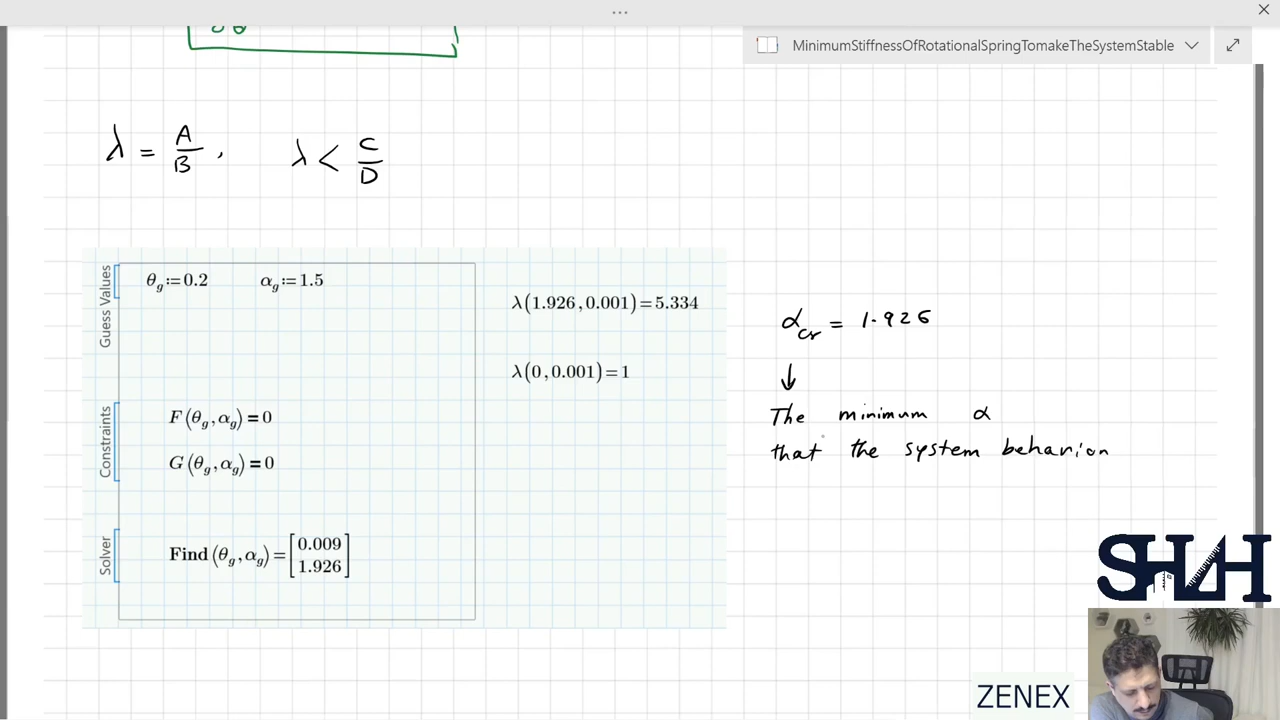 MinimumStiffnessOfRotationalSpringTomakeTheSystemStable
λ = A/B , λ < C/D
Guess Values
θg:=0.2 αg:=1.5
λ(1.926,0.001)=5.334
αcr = 1.926
λ(0,0.001)=1
The minimum α
that the system behavion
Constraints
F(θg,αg)=0
G(θg,αg)=0
Solver
Find(θg,αg)=[0.009
1.926]
SHZH
ZENEX